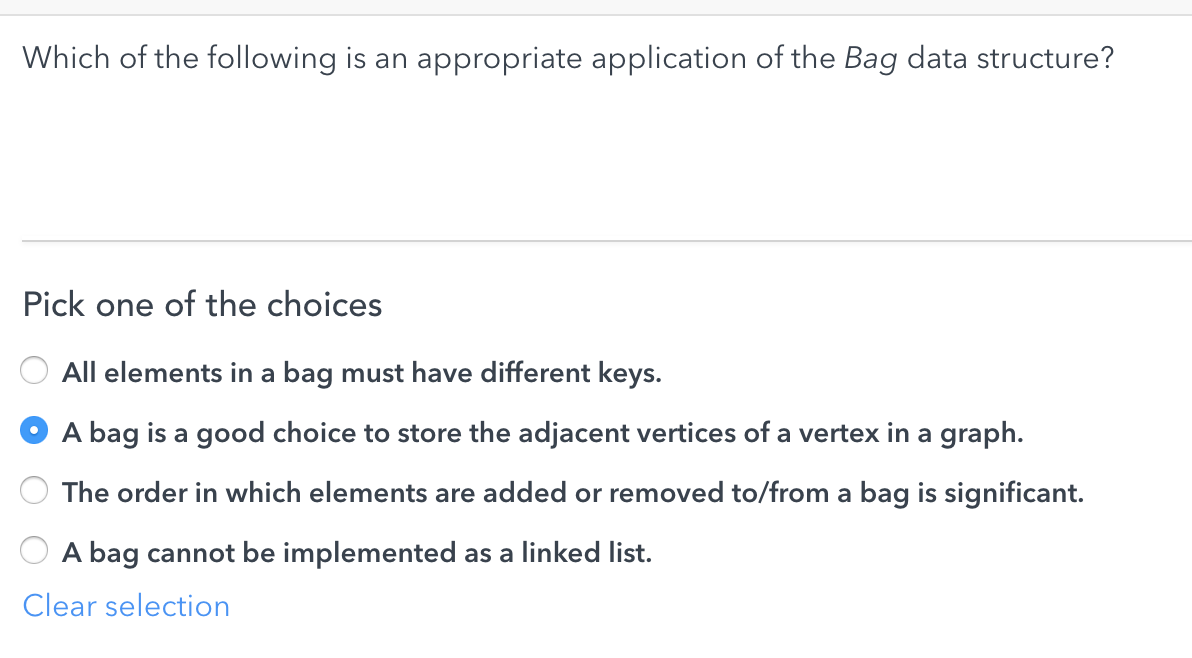 Which of the following is an appropriate application of the Bag data structure?
Pick one of the choices
All elements in a bag must have different keys.
A bag is a good choice to store the adjacent vertices of a vertex in a graph.
The order in which elements are added or removed to/from a bag is significant.
A bag cannot be implemented as a linked list.
Clear selection